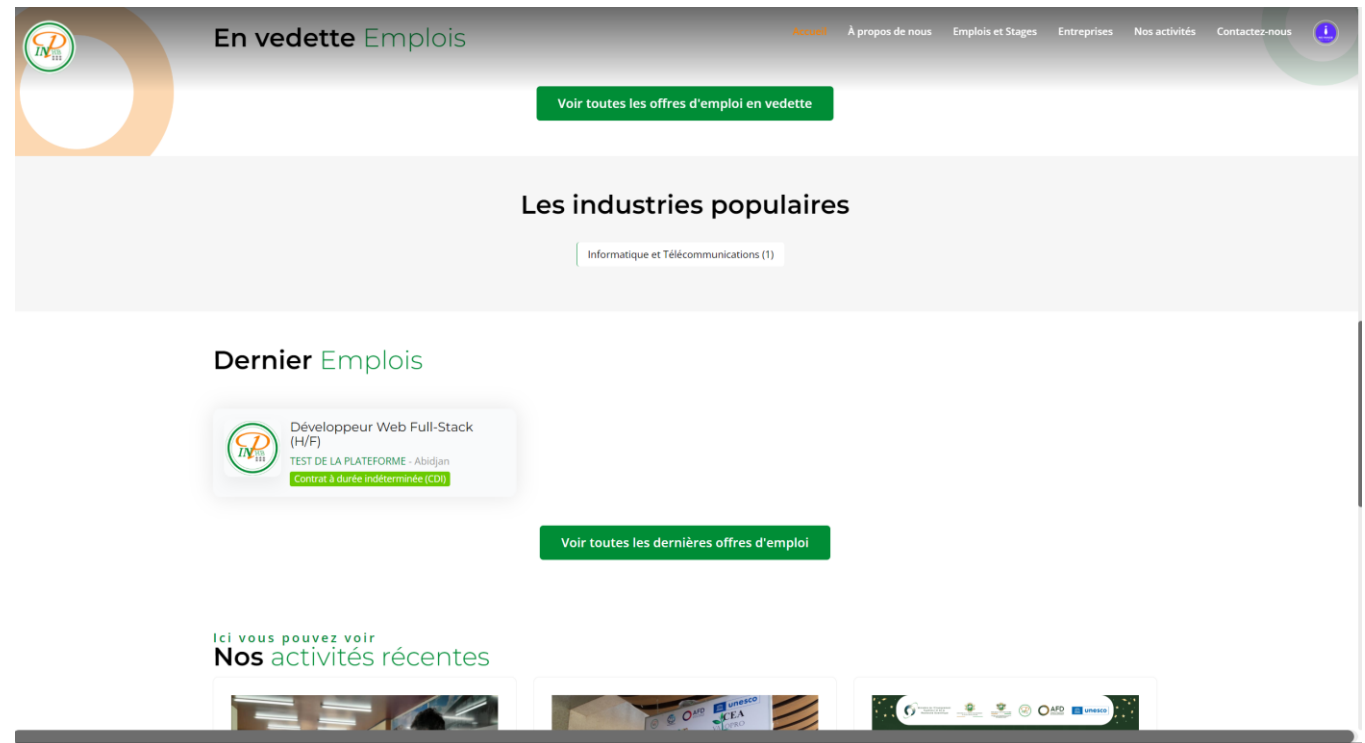 En vedette Emplois
Accueil
À propos de nous
Emplois et Stages
Entreprises
Nos activités
Contactez-nous
Voir toutes les offres d'emploi en vedette
Les industries populaires
Informatique et Télécommunications (1)
Dernier Emplois
Développeur Web Full-Stack
(H/F)
TEST DE LA PLATEFORME - Abidjan
Contrat à durée indéterminée (CDI)
Voir toutes les dernières offres d'emploi
Ici vous pouvez voir
Nos activités récentes
AFD
unesco
CEA
AFD
unesco